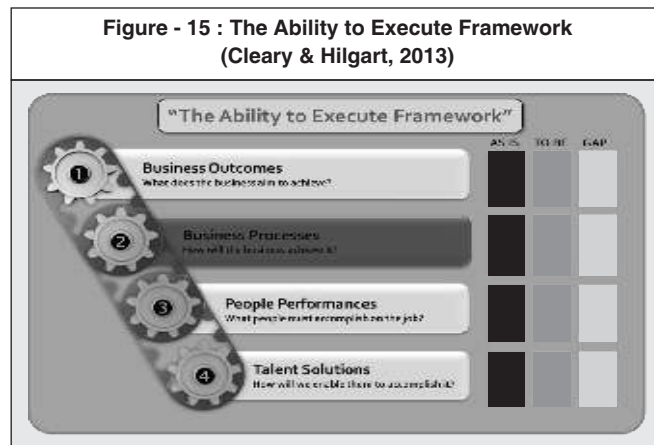 Figure - 15 : The Ability to Execute Framework
(Cleary & Hilgart, 2013)
"The Ability to Execute Framework"
AS IS TO BE GAP
1
Business Outcomes
What does the business aim to achieve?
2
Business Processes
How will the business achieve it?
3
People Performances
What people must accomplish on the job?
4
Talent Solutions
How will we enable them to accomplish it?